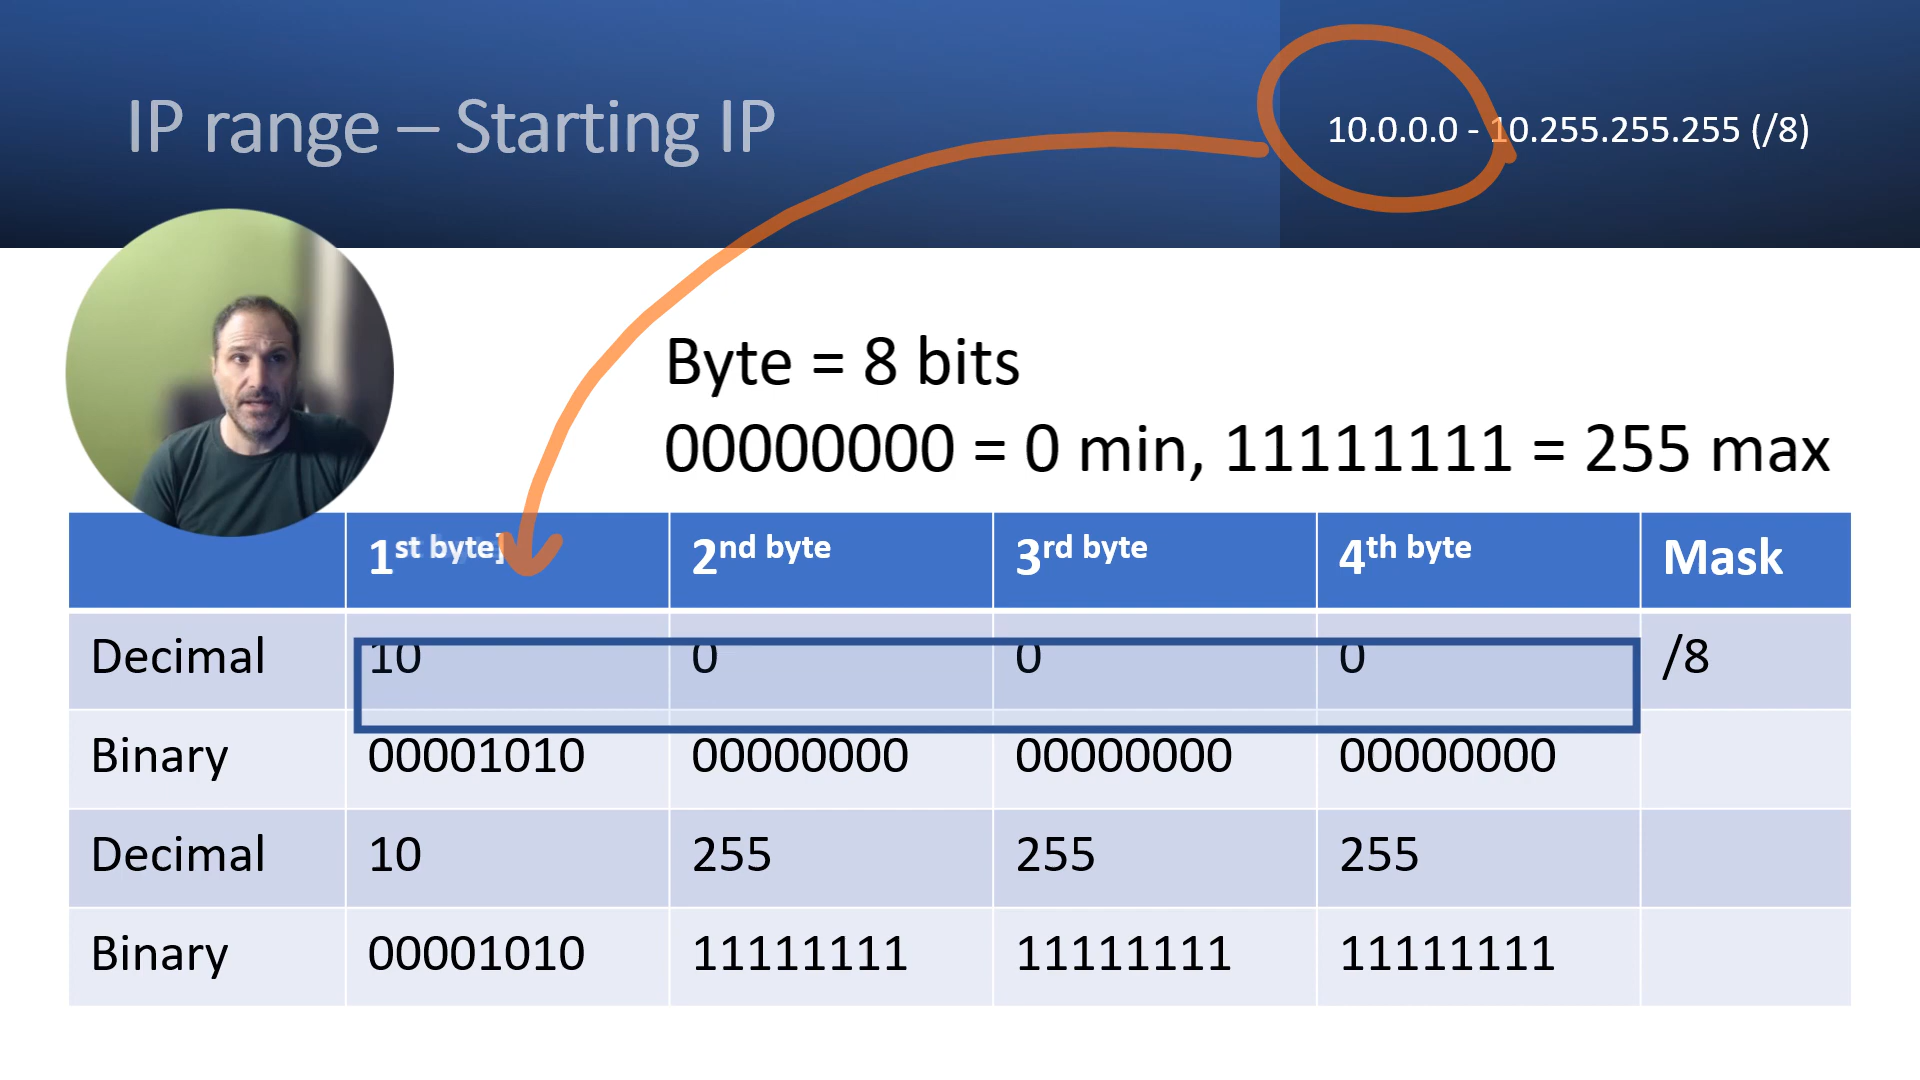 IP range – Starting IP
10.0.0.0 - 10.255.255.255 (/8)
Byte = 8 bits
00000000 = 0 min, 11111111 = 255 max
1st byte] 2nd byte 3rd byte 4th byte Mask
Decimal 10 0 0 0 /8
Binary 00001010 00000000 00000000 00000000
Decimal 10 255 255 255
Binary 00001010 11111111 11111111 11111111